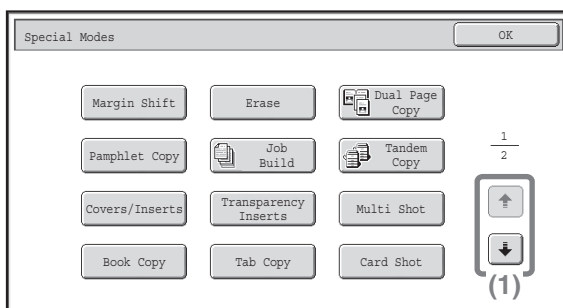 Special Modes
OK
Margin Shift
Erase
Dual Page
Copy
Pamphlet Copy
Job
Build
Tandem
Copy
1
2
Covers/Inserts
Transparency
Inserts
Multi Shot
Book Copy
Tab Copy
Card Shot
(1)